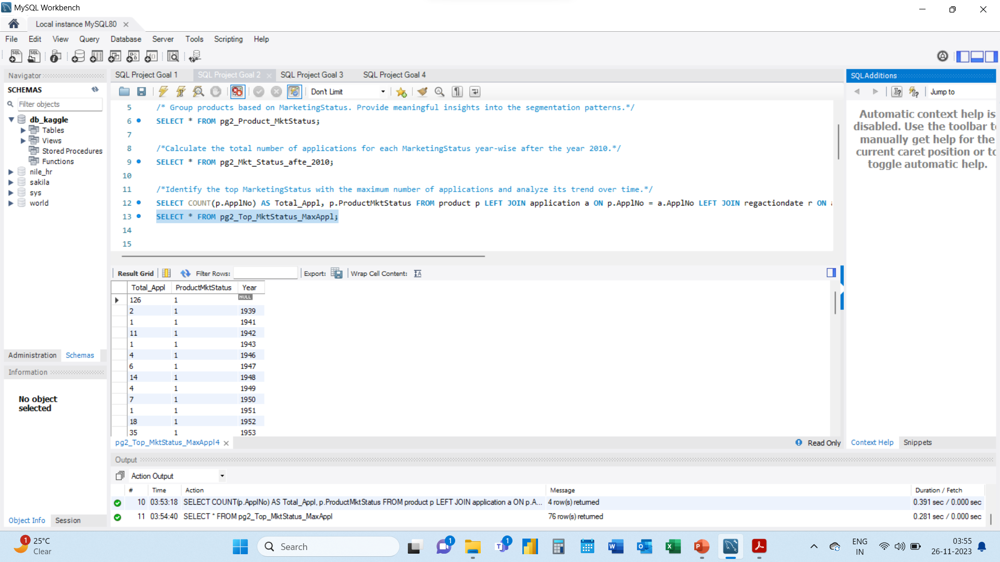 MySQL Workbench
Local instance MySQL80
File Edit View Query Database Server Tools Scripting Help
Navigator
SCHEMAS
Filter objects
db_kaggle
Tables
Views
Stored Procedures
Functions
nile_hr
sakila
sys
world
Administration Schemas
Information
No object
selected
Object Info Session
SQL Project Goal 1 SQL Project Goal 2 SQL Project Goal 3 SQL Project Goal 4
Don't Limit
5 /* Group products based on MarketingStatus. Provide meaningful insights into the segmentation patterns.*/
6 SELECT * FROM pg2_Product_MktStatus;
7
8 /*Calculate the total number of applications for each MarketingStatus year-wise after the year 2010.*/
9 SELECT * FROM pg2_Mkt_Status_afte_2010;
10
11 /*Identify the top MarketingStatus with the maximum number of applications and analyze its trend over time.*/
12 SELECT COUNT(p.ApplNo) AS Total_Appl, p.ProductMktStatus FROM product p LEFT JOIN application a ON p.ApplNo = a.ApplNo LEFT JOIN regactiondate r ON
13 SELECT * FROM pg2_Top_MktStatus_MaxAppl;
14
15
Result Grid Filter Rows: Export: Wrap Cell Content:
Total_Appl ProductMktStatus Year
126 1 NULL
2 1 1939
1 1 1941
11 1 1942
1 1 1943
4 1 1946
6 1 1947
14 1 1948
4 1 1949
7 1 1950
1 1 1951
18 1 1952
35 1 1953
pg2_Top_MktStatus_MaxAppl4
Read Only
SQLAdditions
Jump to
Automatic context help is
disabled. Use the toolbar to
manually get help for the
current caret position or to
toggle automatic help.
Context Help Snippets
Output
Action Output
# Time Action Message Duration / Fetch
10 03:53:18 SELECT COUNT(p.ApplNo) AS Total_Appl, p.ProductMktStatus FROM product p LEFT JOIN application a ON p.A... 4 row(s) returned 0.391 sec / 0.000 sec
11 03:54:40 SELECT * FROM pg2_Top_MktStatus_MaxAppl 76 row(s) returned 0.281 sec / 0.000 sec
1
25°C
Clear
Search
1
1
ENG
IN
03:55
26-11-2023